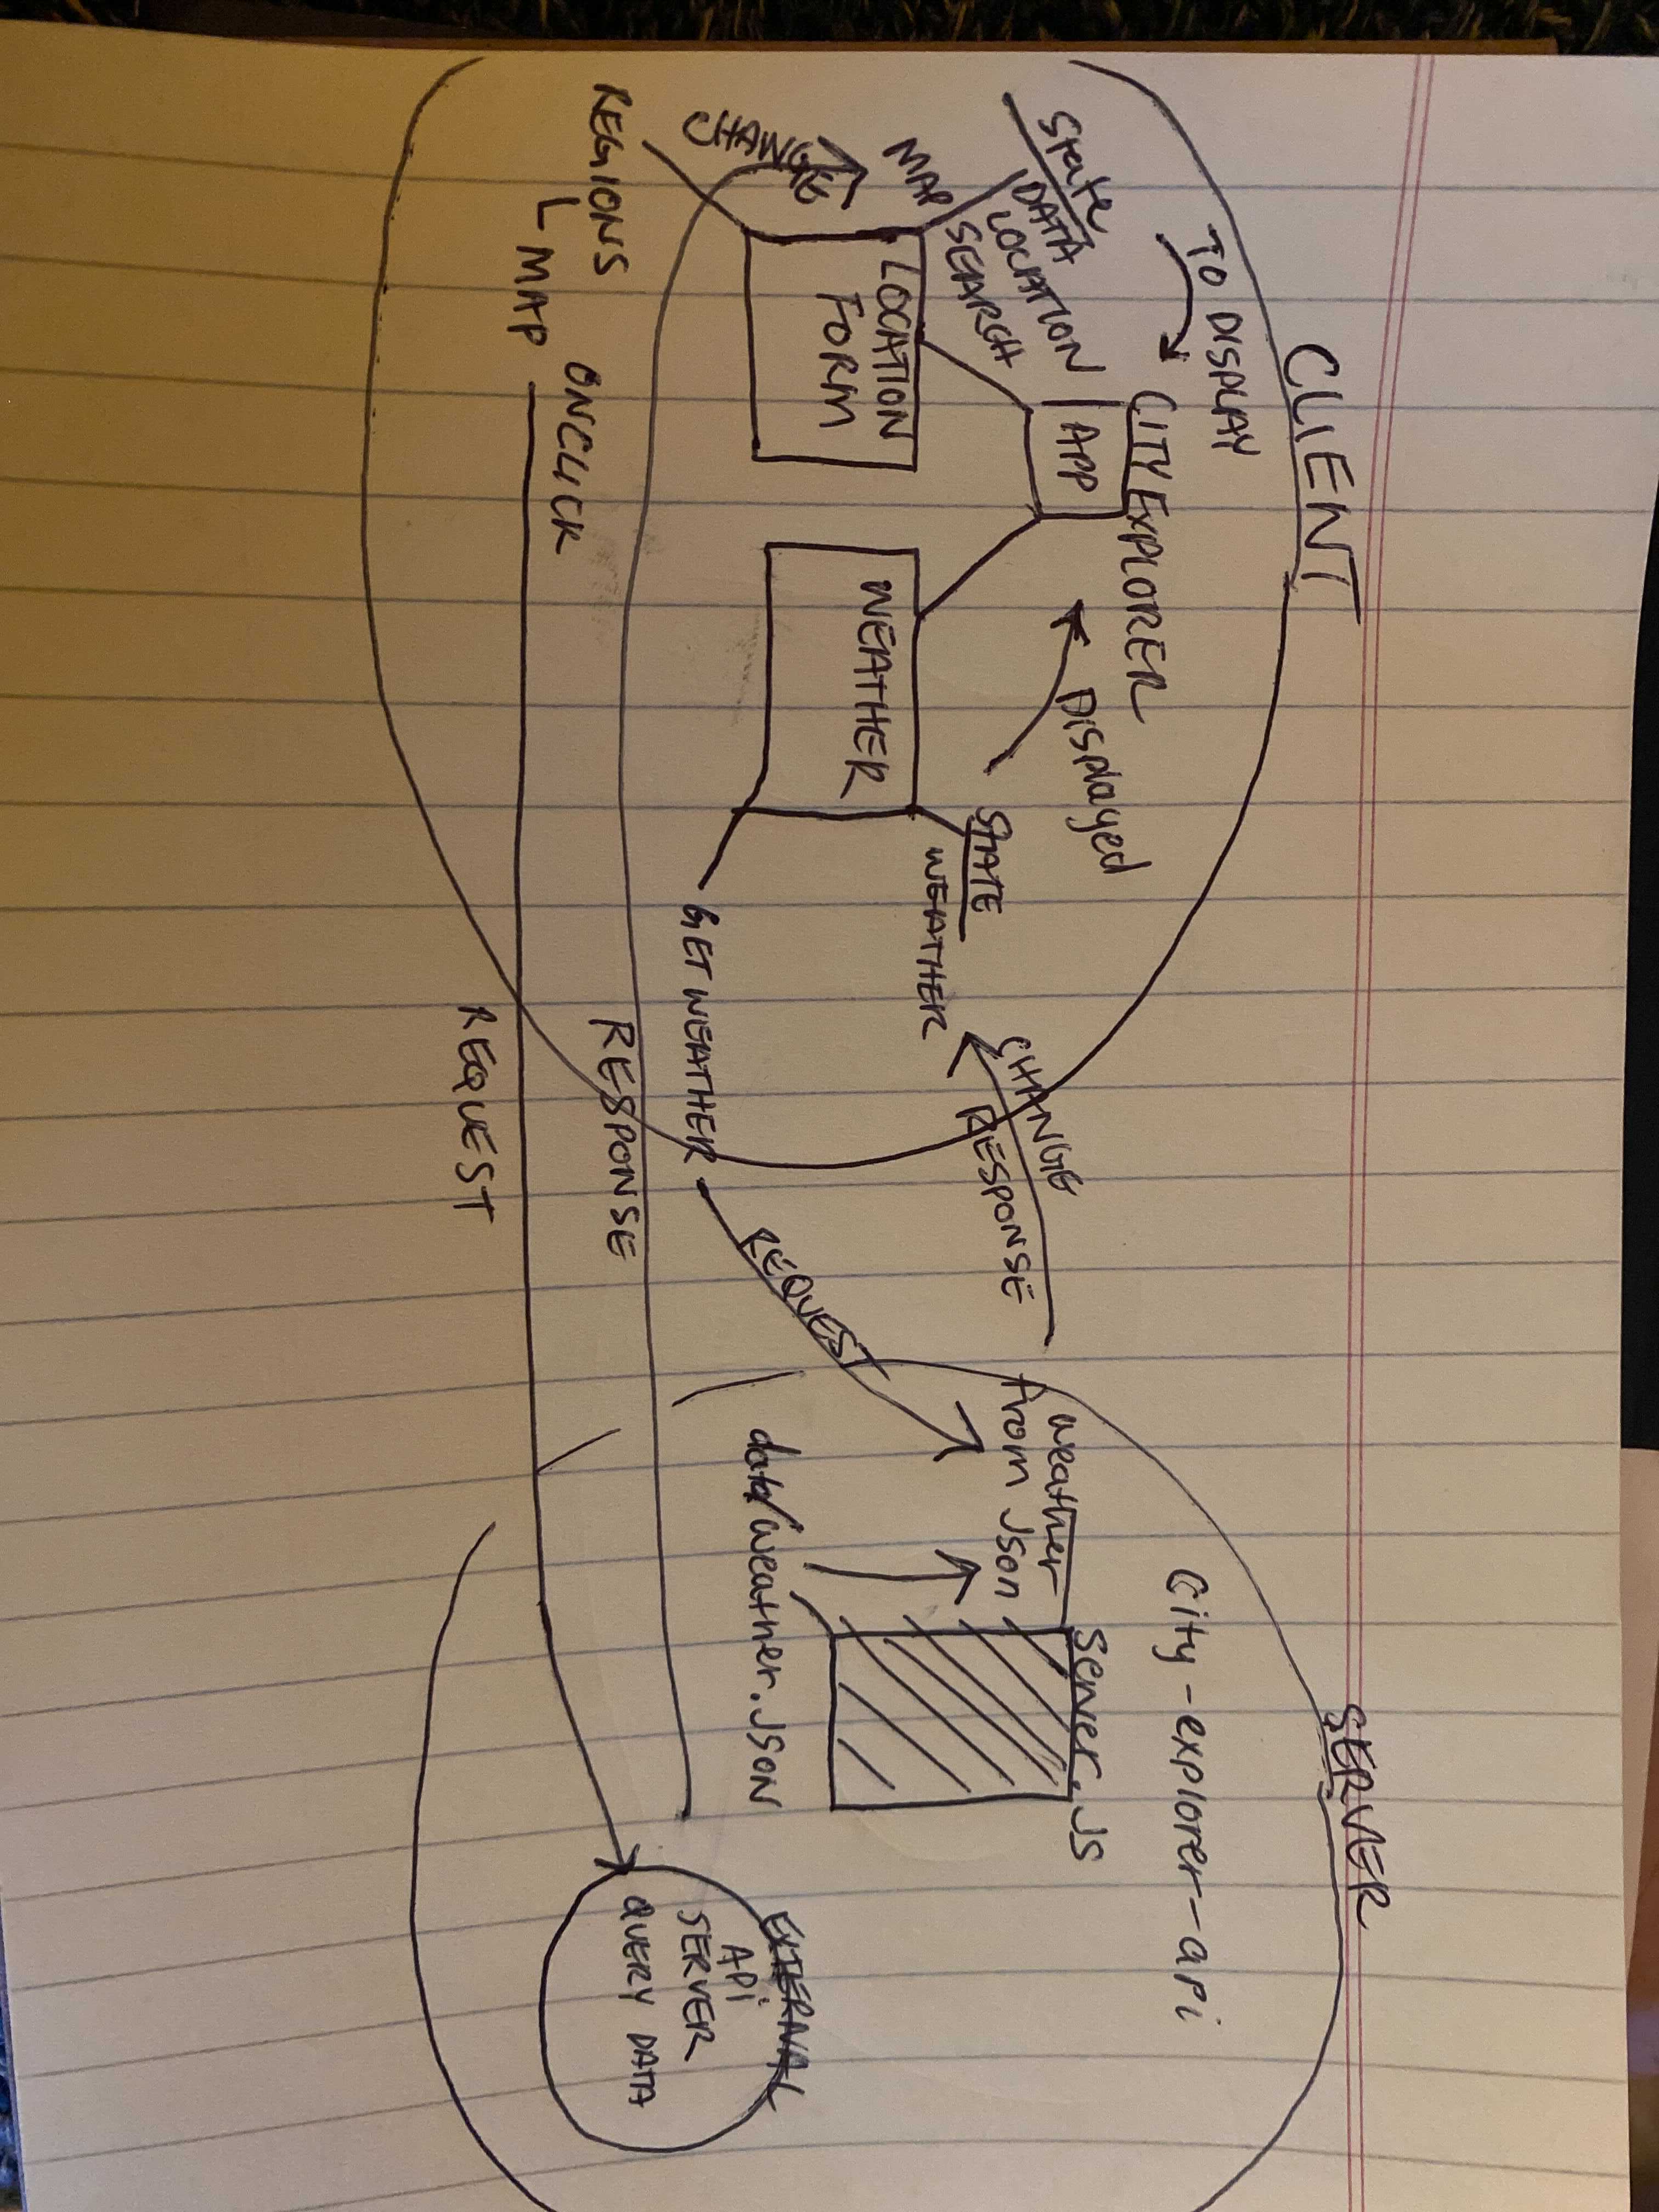 CLIENT
TO DISPLAY
CITY EXPLORER
APP
State
DATA
LOCATION
SEARCH
MAP
CHANGE
LOCATION
FORM
REGIONS
MAP
ONCLICK
DISPlayed
WEATHER
STATE
WEATHER
GET WEATHER
CHANGE
RESPONSE
REQUEST
RESPONSE
REQUEST
SERVER
City-explorer-api
Server.JS
weather
from Json
data/weather.JSON
EXTERNAL
API
SERVER
QUERY DATA